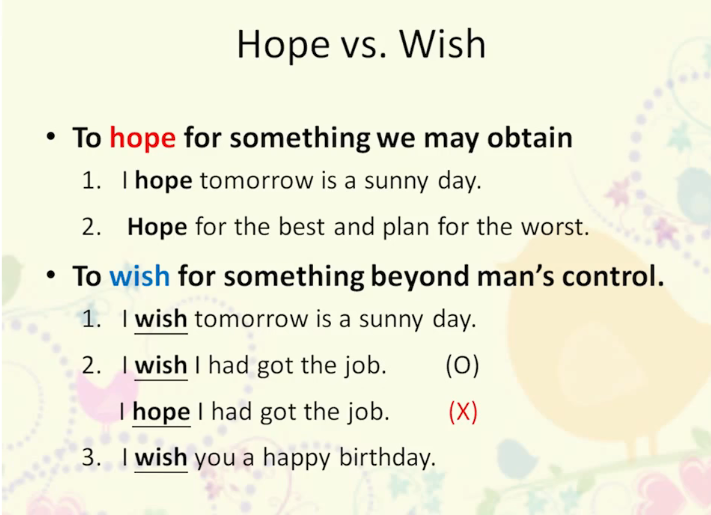 Hope vs. Wish
• To hope for something we may obtain
1. I hope tomorrow is a sunny day.
2. Hope for the best and plan for the worst.
• To wish for something beyond man's control.
1. I wish tomorrow is a sunny day.
2. I wish I had got the job. (O)
I hope I had got the job. (X)
3. I wish you a happy birthday.